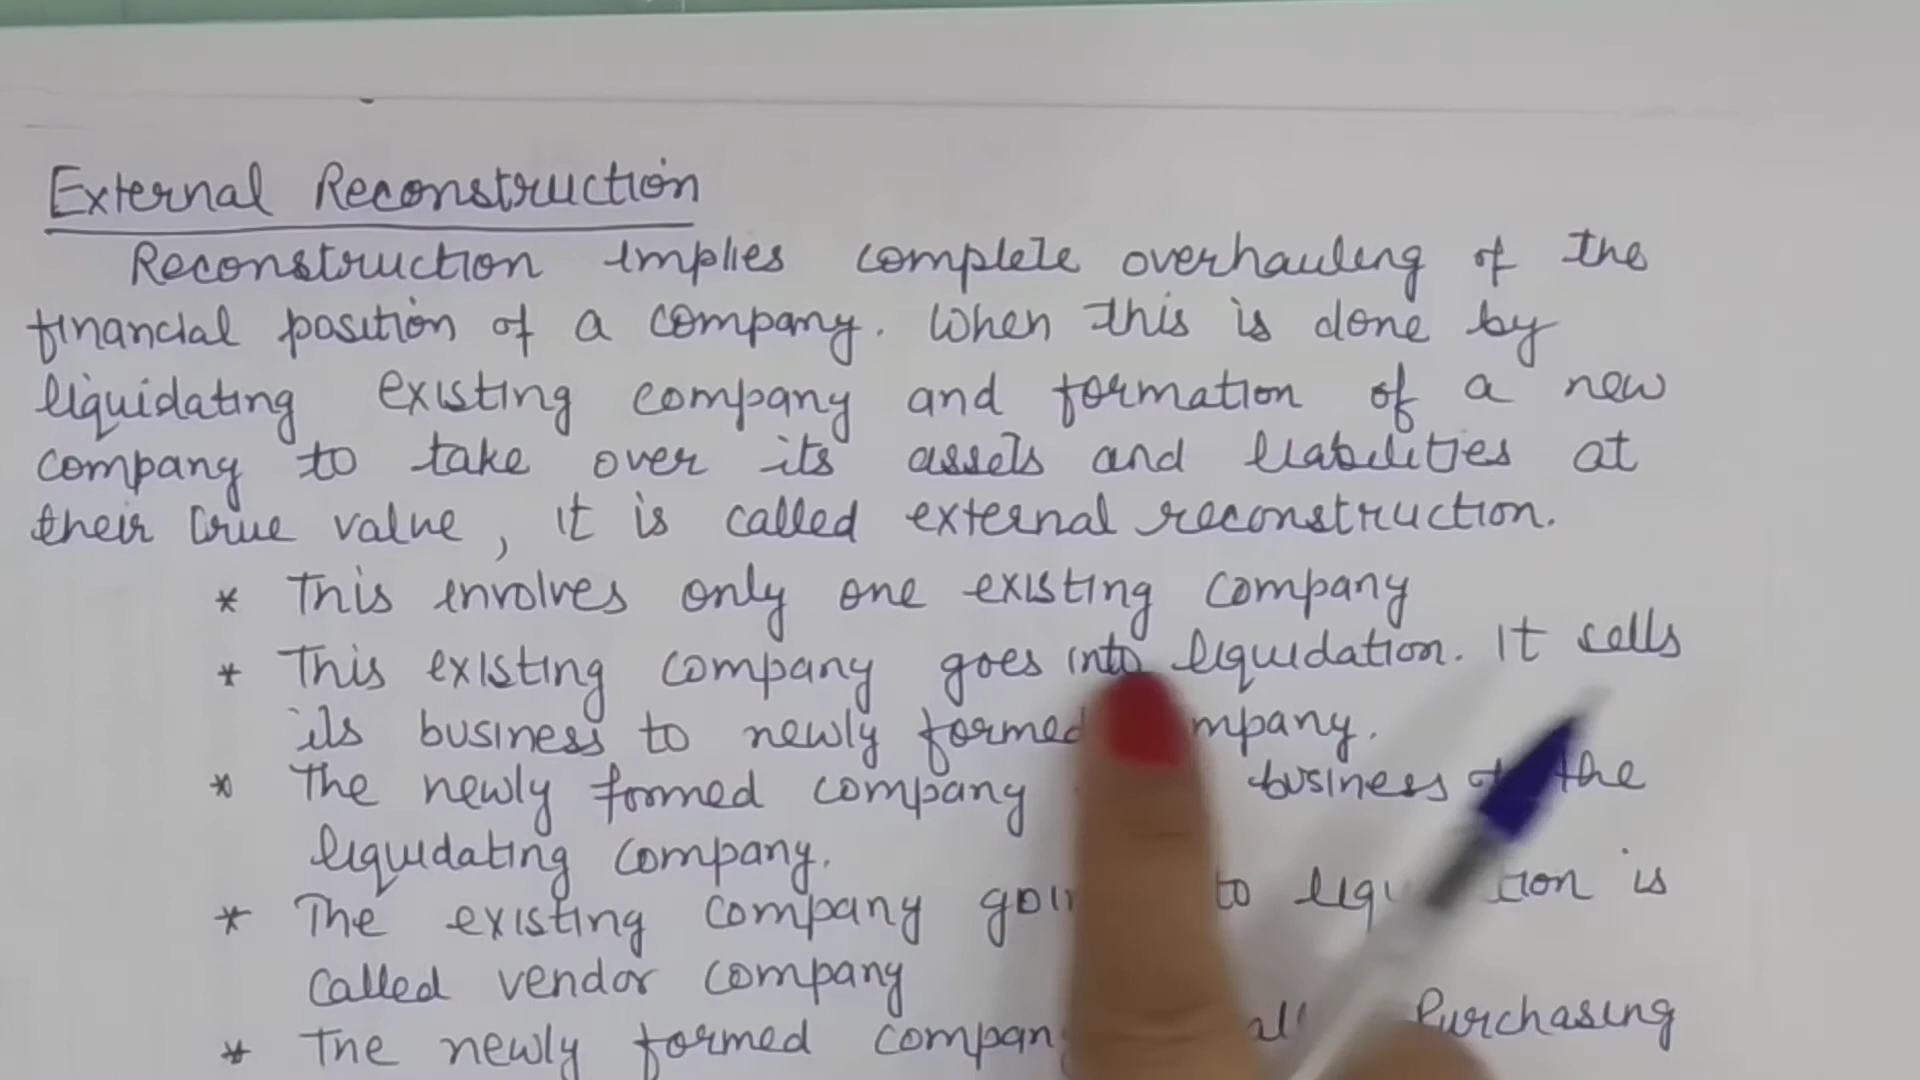 External Reconstruction
Reconstruction implies complete overhauling of the
financial position of a company. When this is done by
liquidating existing company and formation of a new
company to take over its assets and liabilities at
their true value, it is called external reconstruction.
* This involves only one existing company
* This existing company goes into liquidation. It sells
its business to newly formed
* The newly formed company business the
liquidating company.
* The existing company to is
called vendor company
* The newly formed company Purchasing